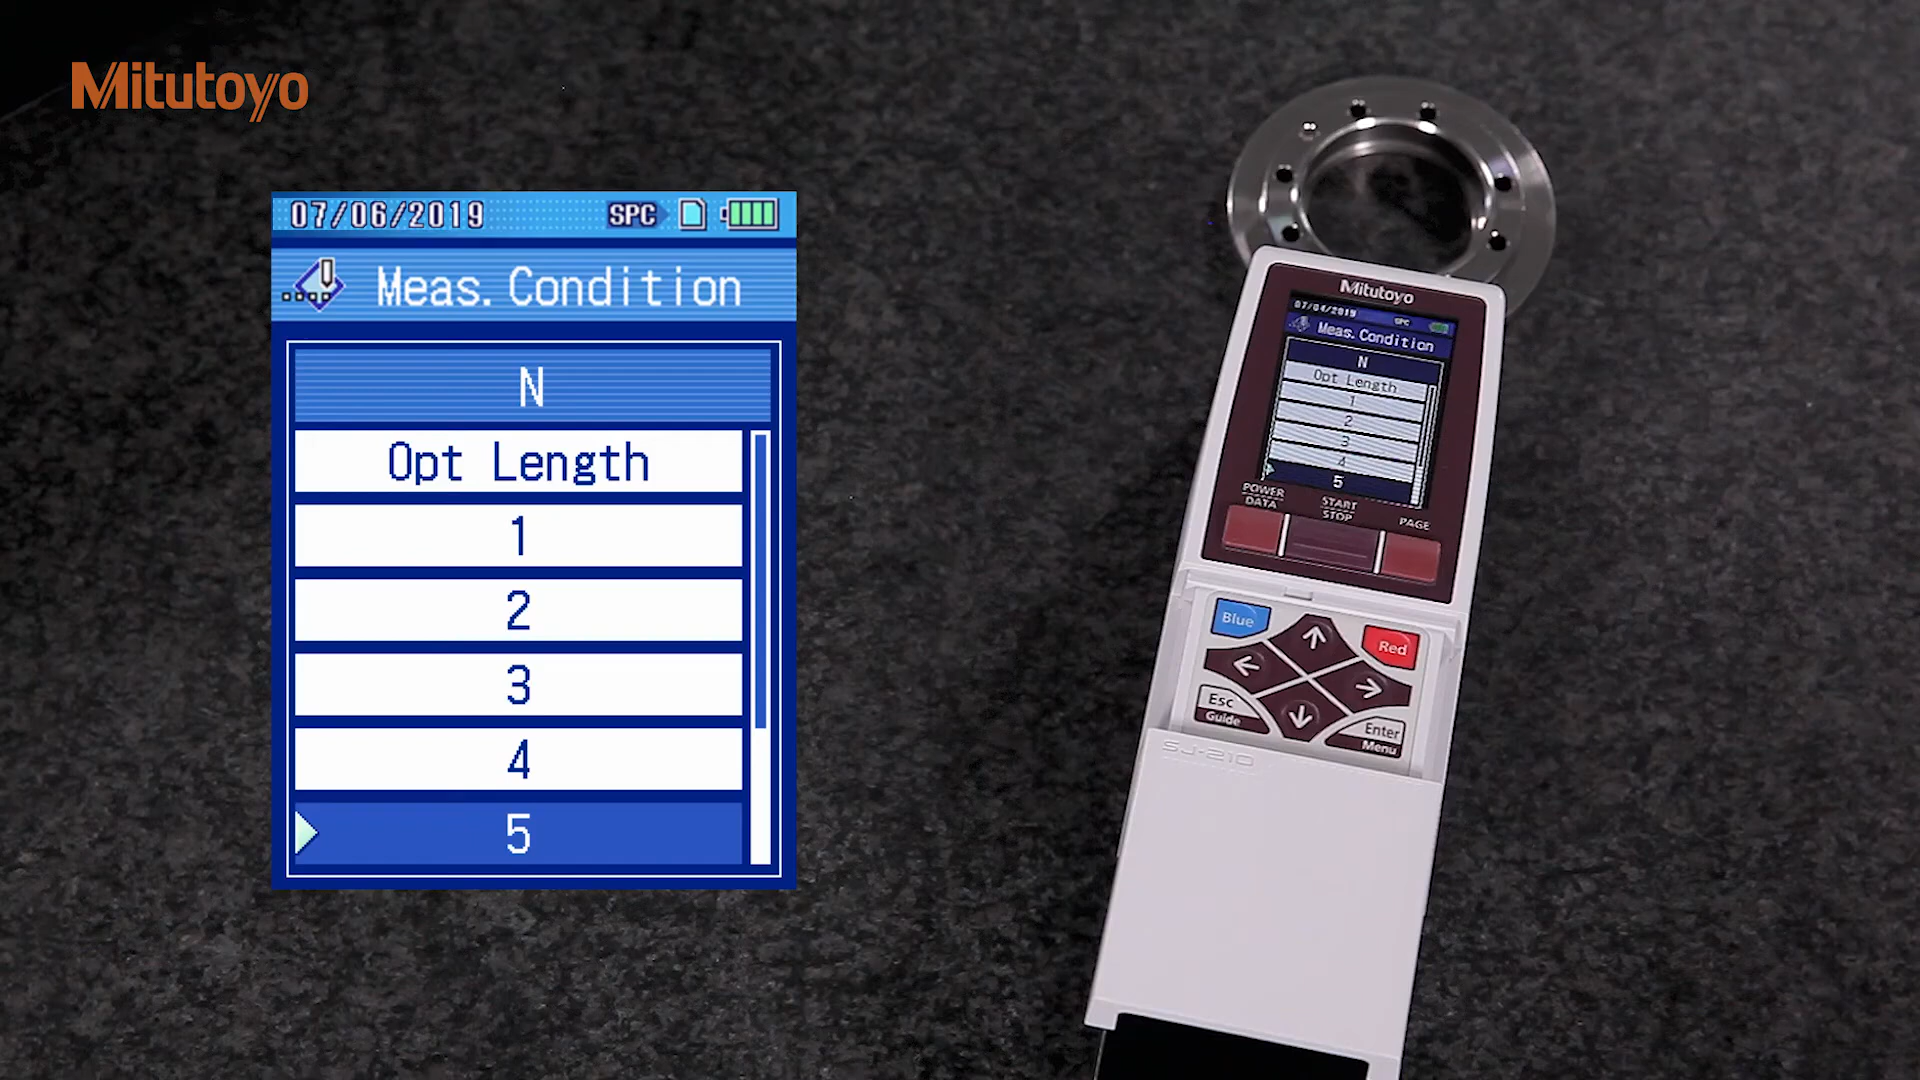 Mitutoyo
07/06/2019 SPC
Meas.Condition
N
Opt Length
1
2
3
4
5
Mitutoyo
07/04/2019 SPC
Meas.Condition
N
Opt Length
1
2
3
4
5
POWER
DATA
START
STOP
PAGE
Blue
Red
Esc
Guide
Enter
Menu
SJ-210